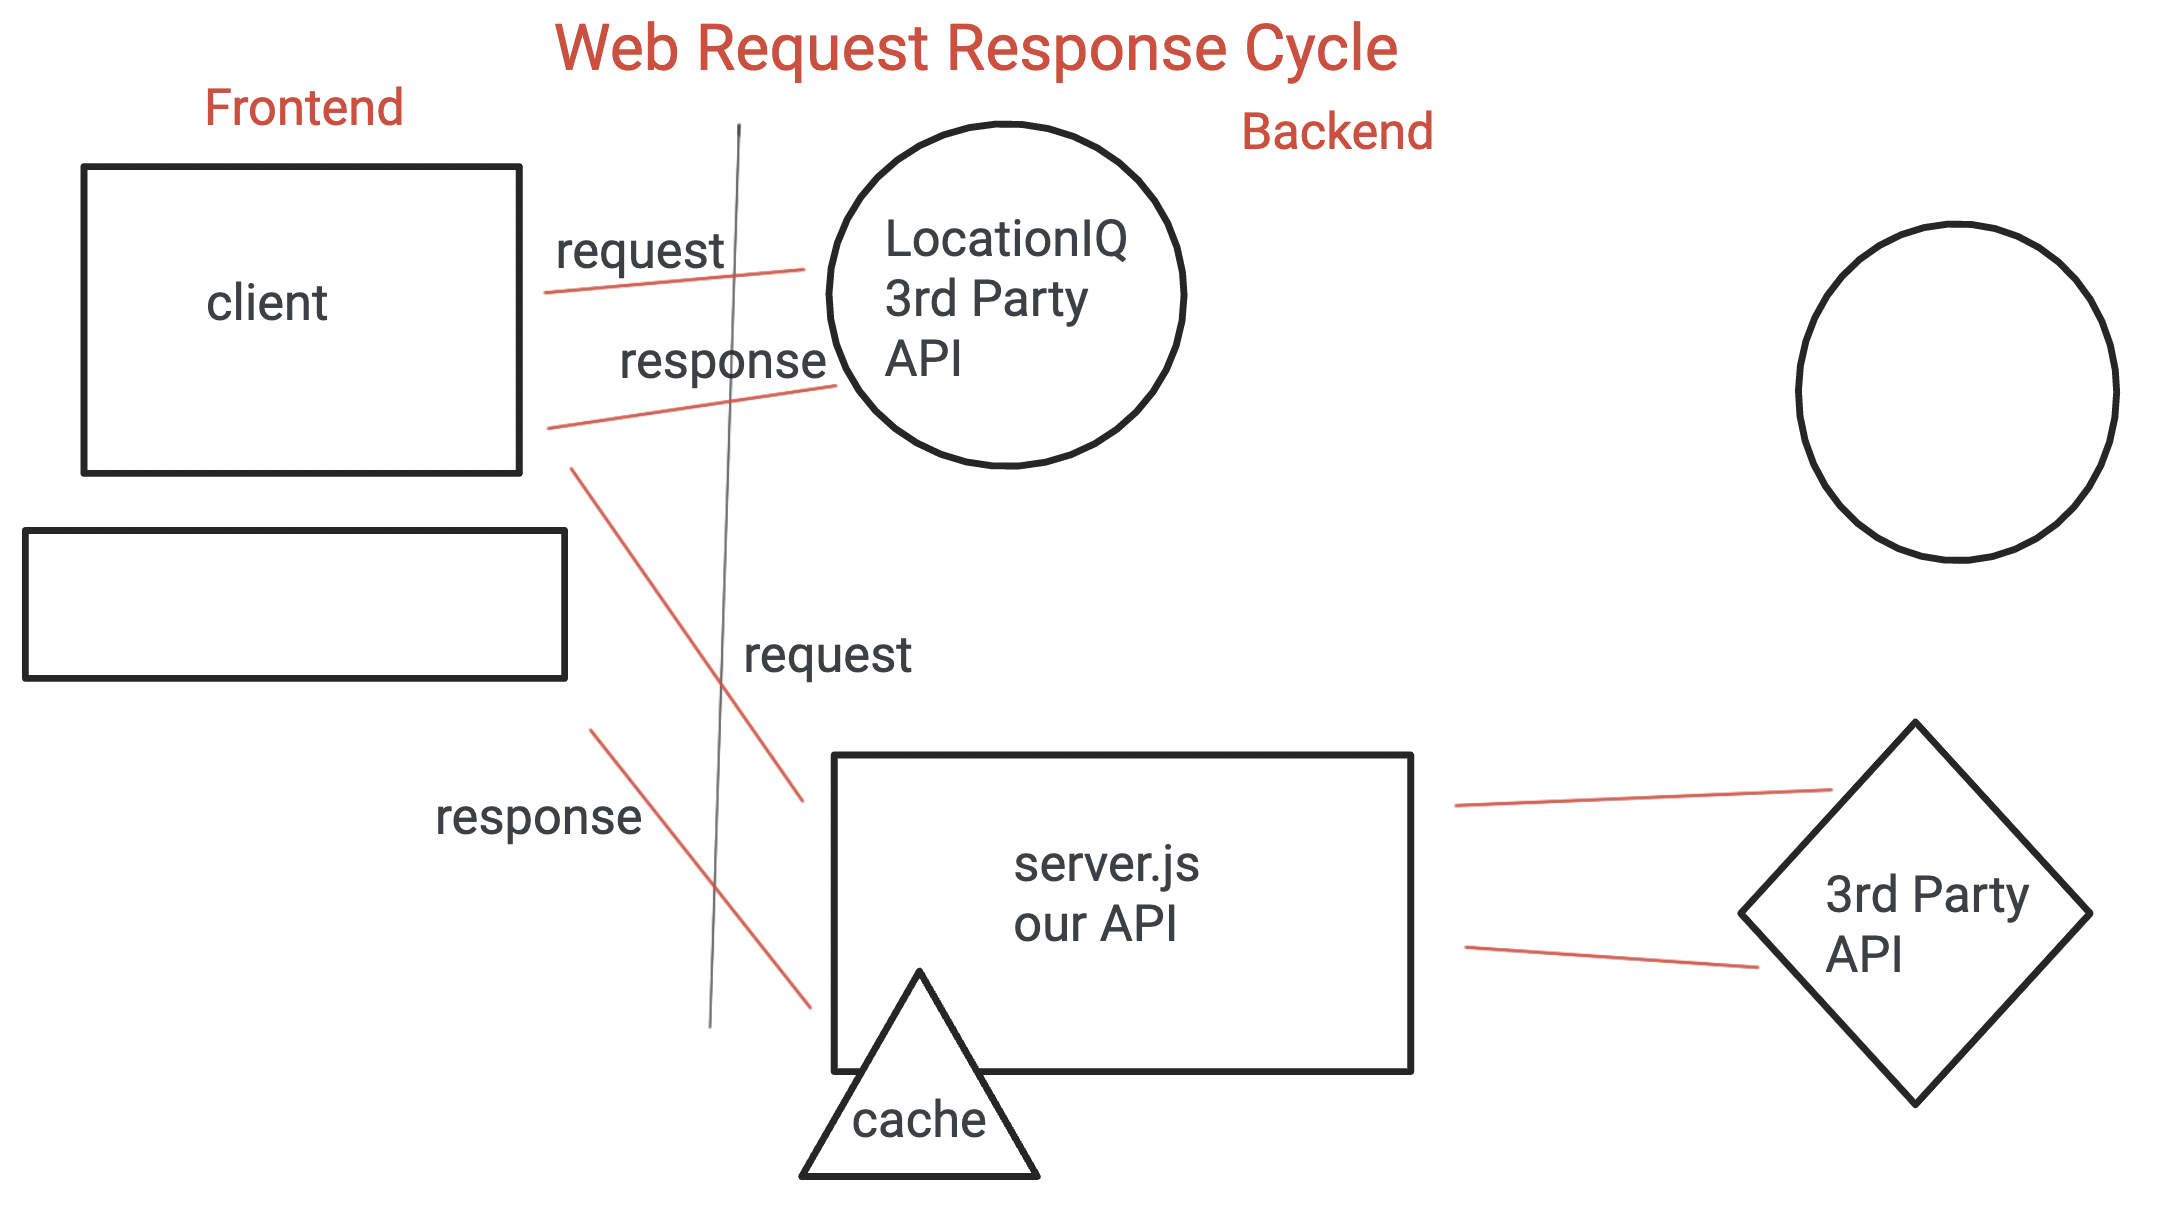 Web Request Response Cycle
Frontend
Backend
client
request
response
LocationIQ
3rd Party
API
request
response
server.js
our API
cache
3rd Party
API